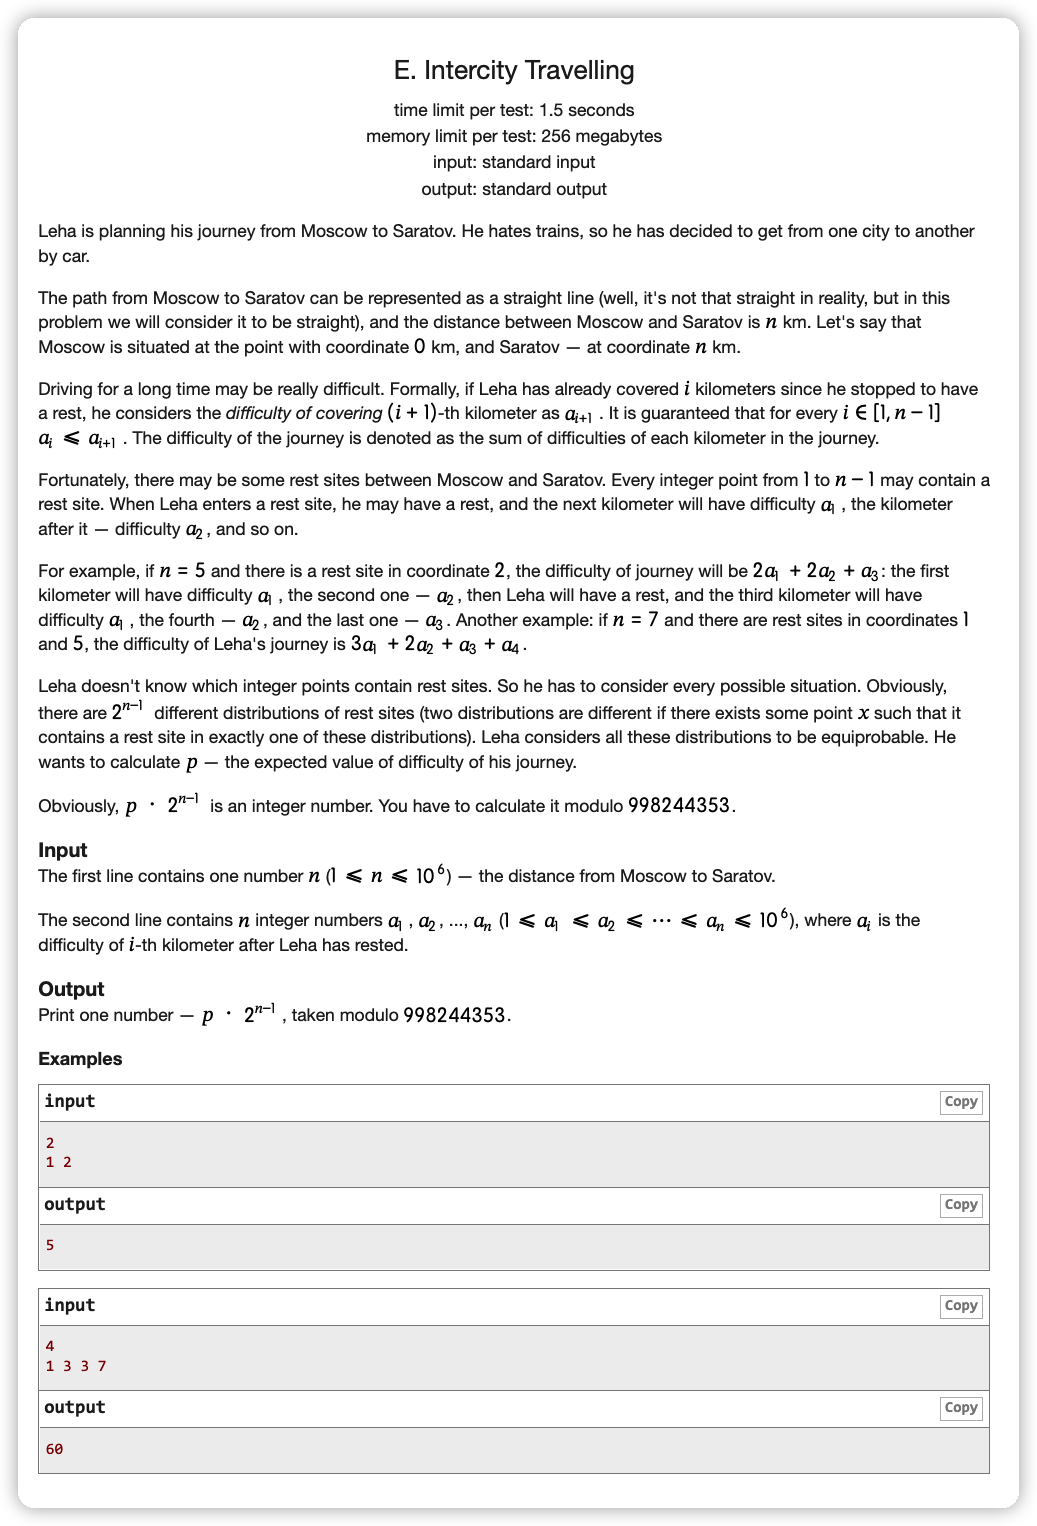 E. Intercity Travelling
time limit per test: 1.5 seconds
memory limit per test: 256 megabytes
input: standard input
output: standard output
Leha is planning his journey from Moscow to Saratov. He hates trains, so he has decided to get from one city to another
by car.
The path from Moscow to Saratov can be represented as a straight line (well, it's not that straight in reality, but in this
problem we will consider it to be straight), and the distance between Moscow and Saratov is n km. Let's say that
Moscow is situated at the point with coordinate 0 km, and Saratov — at coordinate n km.
Driving for a long time may be really difficult. Formally, if Leha has already covered i kilometers since he stopped to have
a rest, he considers the difficulty of covering (i + 1)-th kilometer as a_{i+1} . It is guaranteed that for every i ∈ [1, n − 1]
a_i ⩽ a_{i+1} . The difficulty of the journey is denoted as the sum of difficulties of each kilometer in the journey.
Fortunately, there may be some rest sites between Moscow and Saratov. Every integer point from 1 to n − 1 may contain a
rest site. When Leha enters a rest site, he may have a rest, and the next kilometer will have difficulty a_1 , the kilometer
after it — difficulty a_2 , and so on.
For example, if n = 5 and there is a rest site in coordinate 2, the difficulty of journey will be 2a_1 + 2a_2 + a_3: the first
kilometer will have difficulty a_1 , the second one — a_2 , then Leha will have a rest, and the third kilometer will have
difficulty a_1 , the fourth — a_2 , and the last one — a_3 . Another example: if n = 7 and there are rest sites in coordinates 1
and 5, the difficulty of Leha's journey is 3a_1 + 2a_2 + a_3 + a_4 .
Leha doesn't know which integer points contain rest sites. So he has to consider every possible situation. Obviously,
there are 2^{n−1} different distributions of rest sites (two distributions are different if there exists some point x such that it
contains a rest site in exactly one of these distributions). Leha considers all these distributions to be equiprobable. He
wants to calculate p — the expected value of difficulty of his journey.
Obviously, p · 2^{n−1} is an integer number. You have to calculate it modulo 998244353.
Input
The first line contains one number n (1 ⩽ n ⩽ 10^6) — the distance from Moscow to Saratov.
The second line contains n integer numbers a_1 , a_2 , ..., a_n (1 ⩽ a_1 ⩽ a_2 ⩽ ⋯ ⩽ a_n ⩽ 10^6), where a_i is the
difficulty of i-th kilometer after Leha has rested.
Output
Print one number — p · 2^{n−1} , taken modulo 998244353.
Examples
input
Copy
2
1 2
output
Copy
5
input
Copy
4
1 3 3 7
output
Copy
60